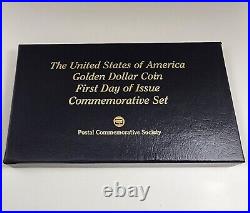 The United States of America
Golden Dollar Coin
First Day of Issue
Commemorative Set
Postal Commemorative Society